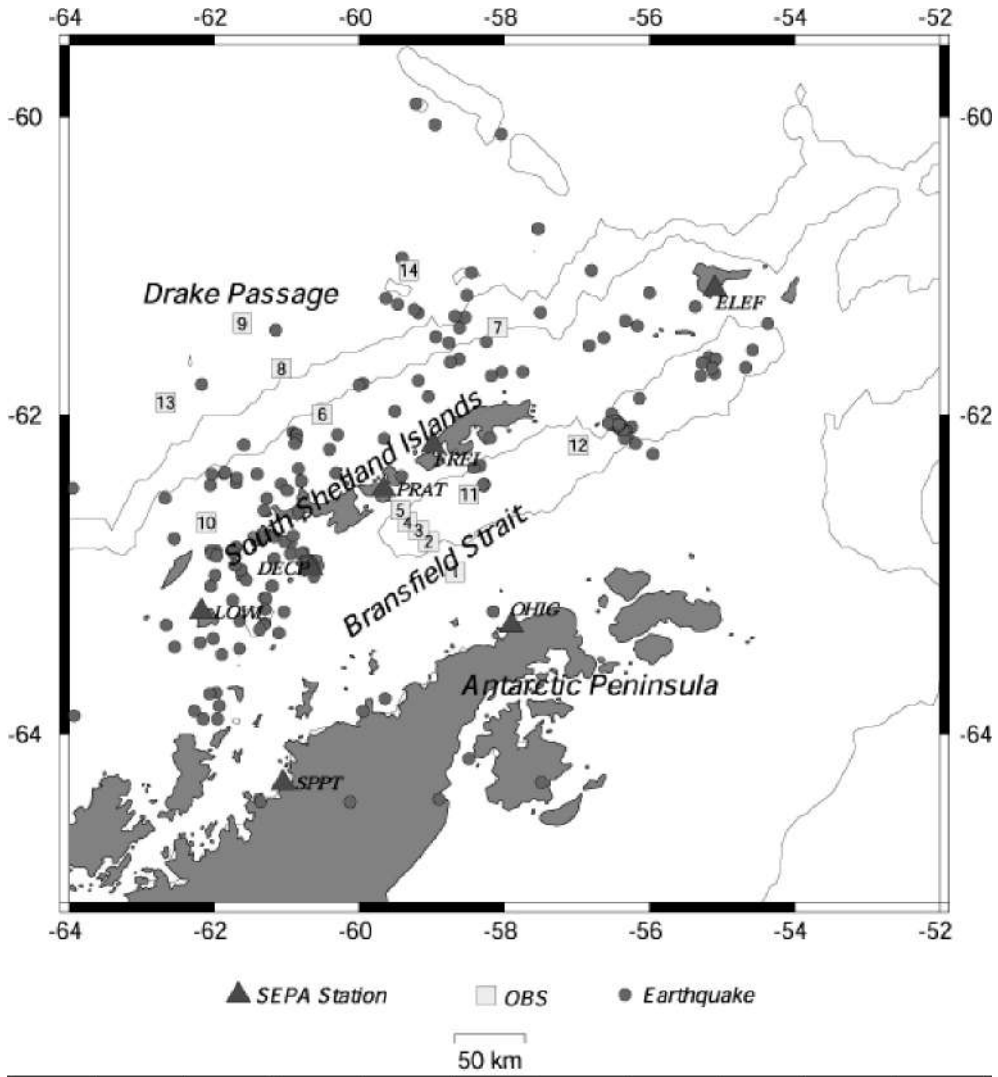 -64 -62 -60 -58 -56 -54 -52
-60 -60
ELEF
14
Drake Passage
9
7
8
13
-62 -62
6
12
FREI
South Shetland Islands
PRAT
11
5
10
4
3
2
DECP
1
Bransfield Strait
LOW
OHIG
Antarctic Peninsula
-64 -64
SPPT
-64 -62 -60 -58 -56 -54 -52
SEPA Station OBS Earthquake
50 km